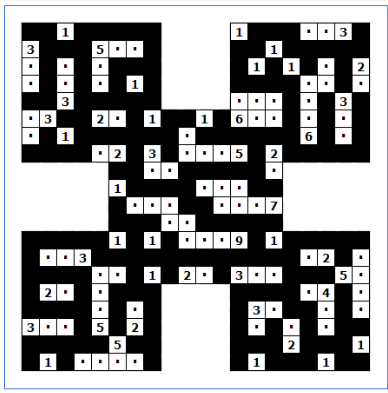 1 1 3
3 5 1
1 1 2
1
3 3
3 2 1 1 6
1 6
2 3 5 2
1
7
1 1 9 1
3 2
1 2 3 5
2 4
3
3 5 2
5 2 1
1 1 1